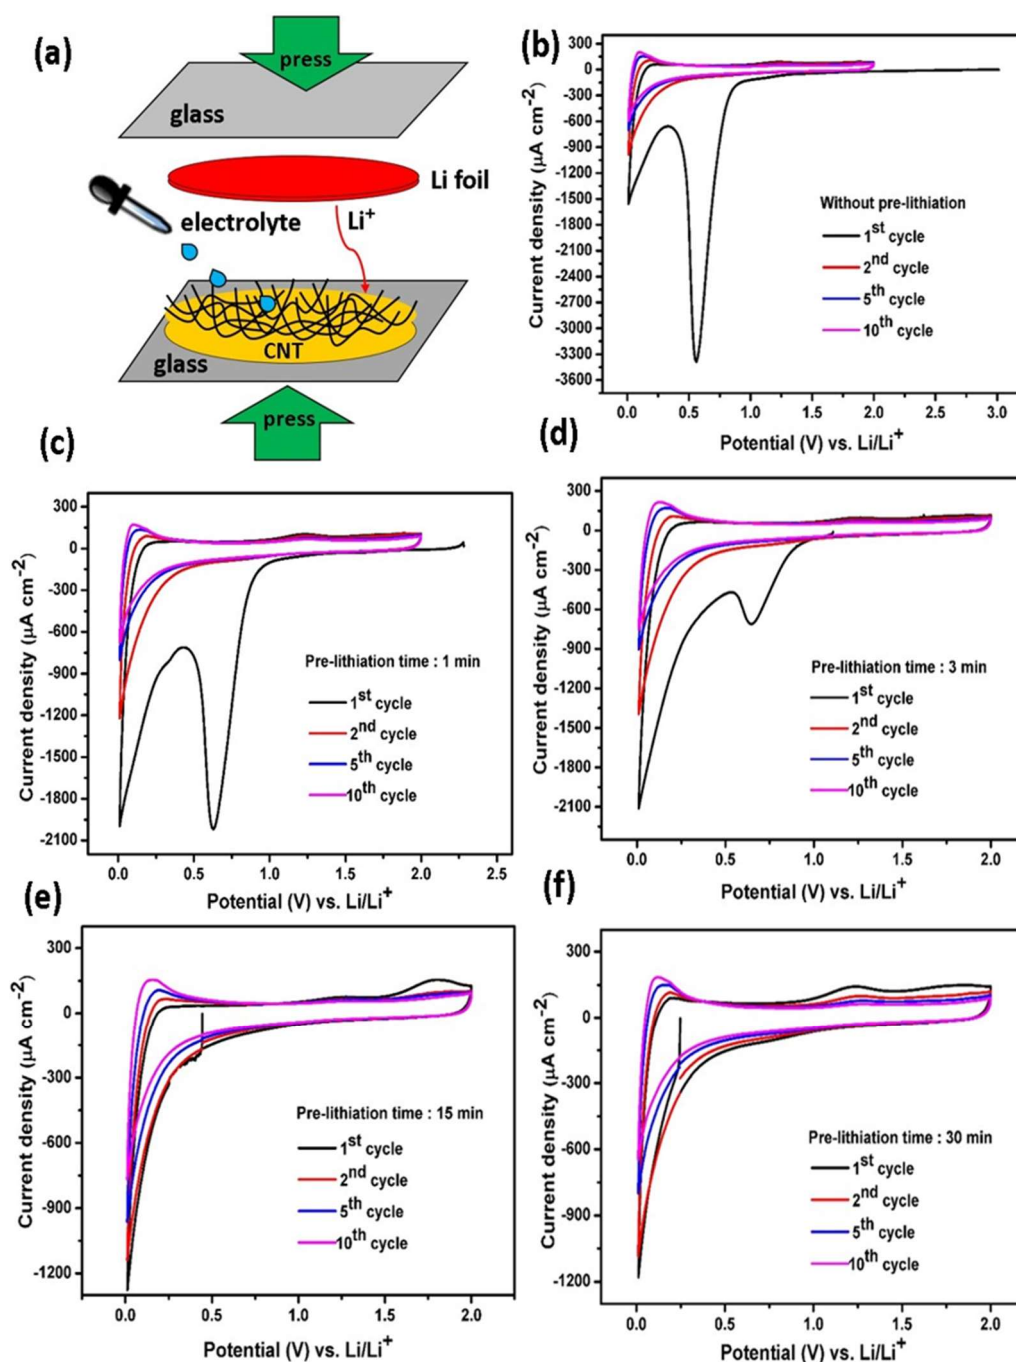 (a)
press
glass
Li foil
electrolyte
Li⁺
CNT
glass
press
(b)
Current density (µA cm⁻²)
300
0
-300
-600
-900
-1200
-1500
-1800
-2100
-2400
-2700
-3000
-3300
-3600
Without pre-lithiation
1st cycle
2nd cycle
5th cycle
10th cycle
0.0 0.5 1.0 1.5 2.0 2.5 3.0
Potential (V) vs. Li/Li⁺
(c)
Current density (µA cm⁻²)
300
0
-300
-600
-900
-1200
-1500
-1800
-2100
Pre-lithiation time : 1 min
1st cycle
2nd cycle
5th cycle
10th cycle
0.0 0.5 1.0 1.5 2.0 2.5
Potential (V) vs. Li/Li⁺
(d)
Current density (µA cm⁻²)
300
0
-300
-600
-900
-1200
-1500
-1800
-2100
Pre-lithiation time : 3 min
1st cycle
2nd cycle
5th cycle
10th cycle
0.0 0.5 1.0 1.5 2.0
Potential (V) vs. Li/Li⁺
(e)
Current density (µA cm⁻²)
300
0
-300
-600
-900
-1200
Pre-lithiation time : 15 min
1st cycle
2nd cycle
5th cycle
10th cycle
0.0 0.5 1.0 1.5 2.0
Potential (V) vs. Li/Li⁺
(f)
Current density (µA cm⁻²)
300
0
-300
-600
-900
-1200
Pre-lithiation time : 30 min
1st cycle
2nd cycle
5th cycle
10th cycle
0.0 0.5 1.0 1.5 2.0
Potential (V) vs. Li/Li⁺